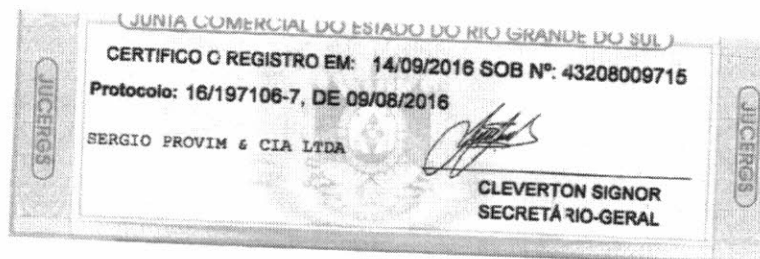 JUNTA COMERCIAL DO ESTADO DO RIO GRANDE DO SUL
CERTIFICO O REGISTRO EM: 14/09/2016 SOB Nº: 43208009715
Protocolo: 16/197106-7, DE 09/08/2016
SERGIO PROVIM & CIA LTDA
CLEVERTON SIGNOR
SECRETÁRIO-GERAL
JUCERGS
JUCERGS